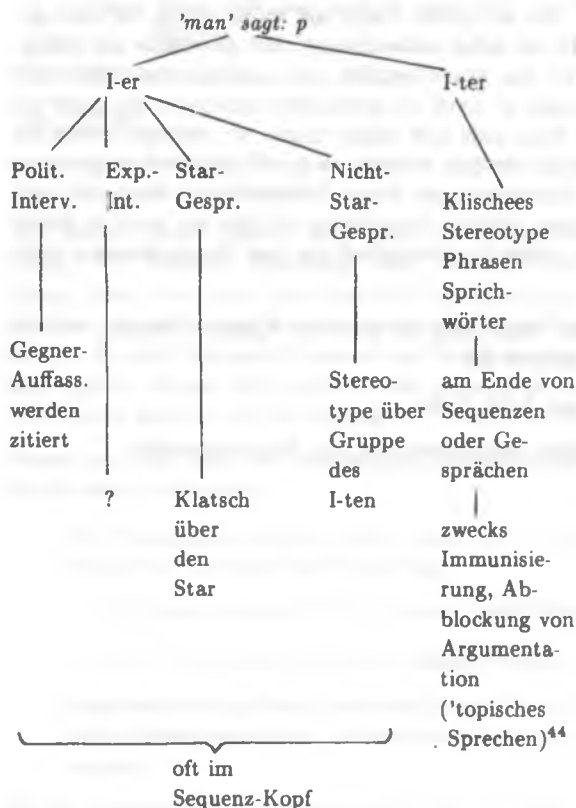 'man' sagt: p
I-er
I-ter
Polit.
Interv.
Exp.-
Int.
Star-
Gespr.
Nicht-
Star-
Gespr.
Klischees
Stereotype
Phrasen
Sprich-
wörter
Gegner-
Auffass.
werden
zitiert
?
Klatsch
über
den
Star
Stereo-
type über
Gruppe
des
I-ten
am Ende von
Sequenzen
oder Ge-
sprächen
zwecks
Immunisie-
rung, Ab-
blockung von
Argumenta-
tion
('topisches
Sprechen)44
oft im
Sequenz-Kopf